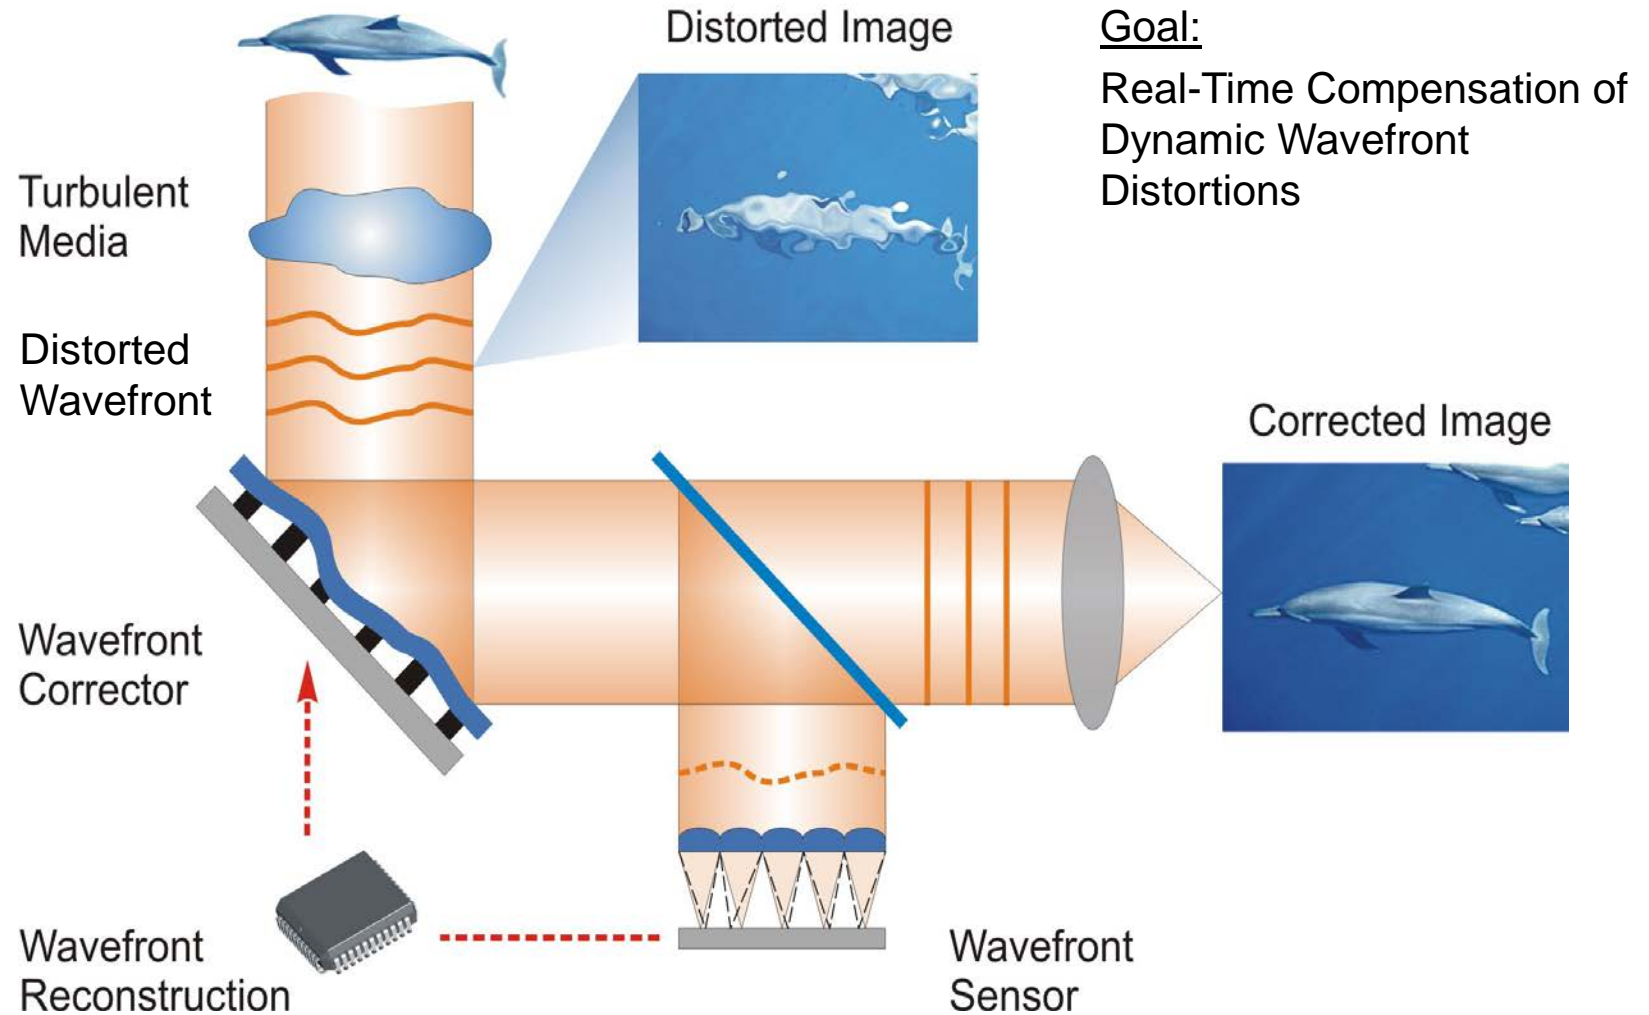 Distorted Image
Goal:
Real-Time Compensation of
Dynamic Wavefront
Distortions
Turbulent
Media
Distorted
Wavefront
Corrected Image
Wavefront
Corrector
Wavefront
Reconstruction
Wavefront
Sensor